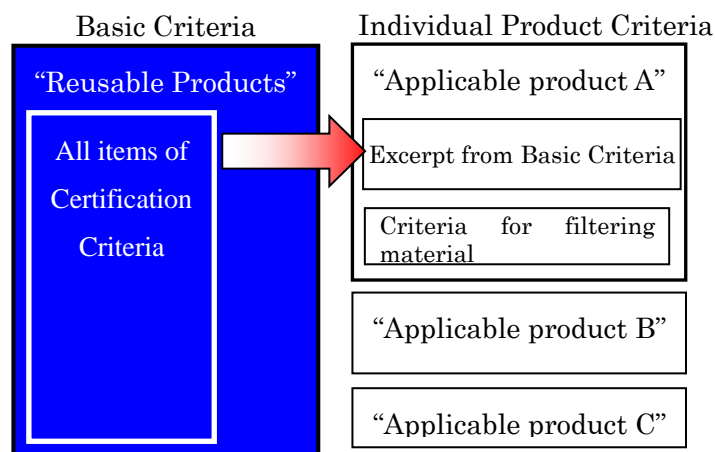 Basic Criteria
“Reusable Products”
All items of
Certification
Criteria
Individual Product Criteria
“Applicable product A”
Excerpt from Basic Criteria
Criteria for filtering
material
“Applicable product B”
“Applicable product C”